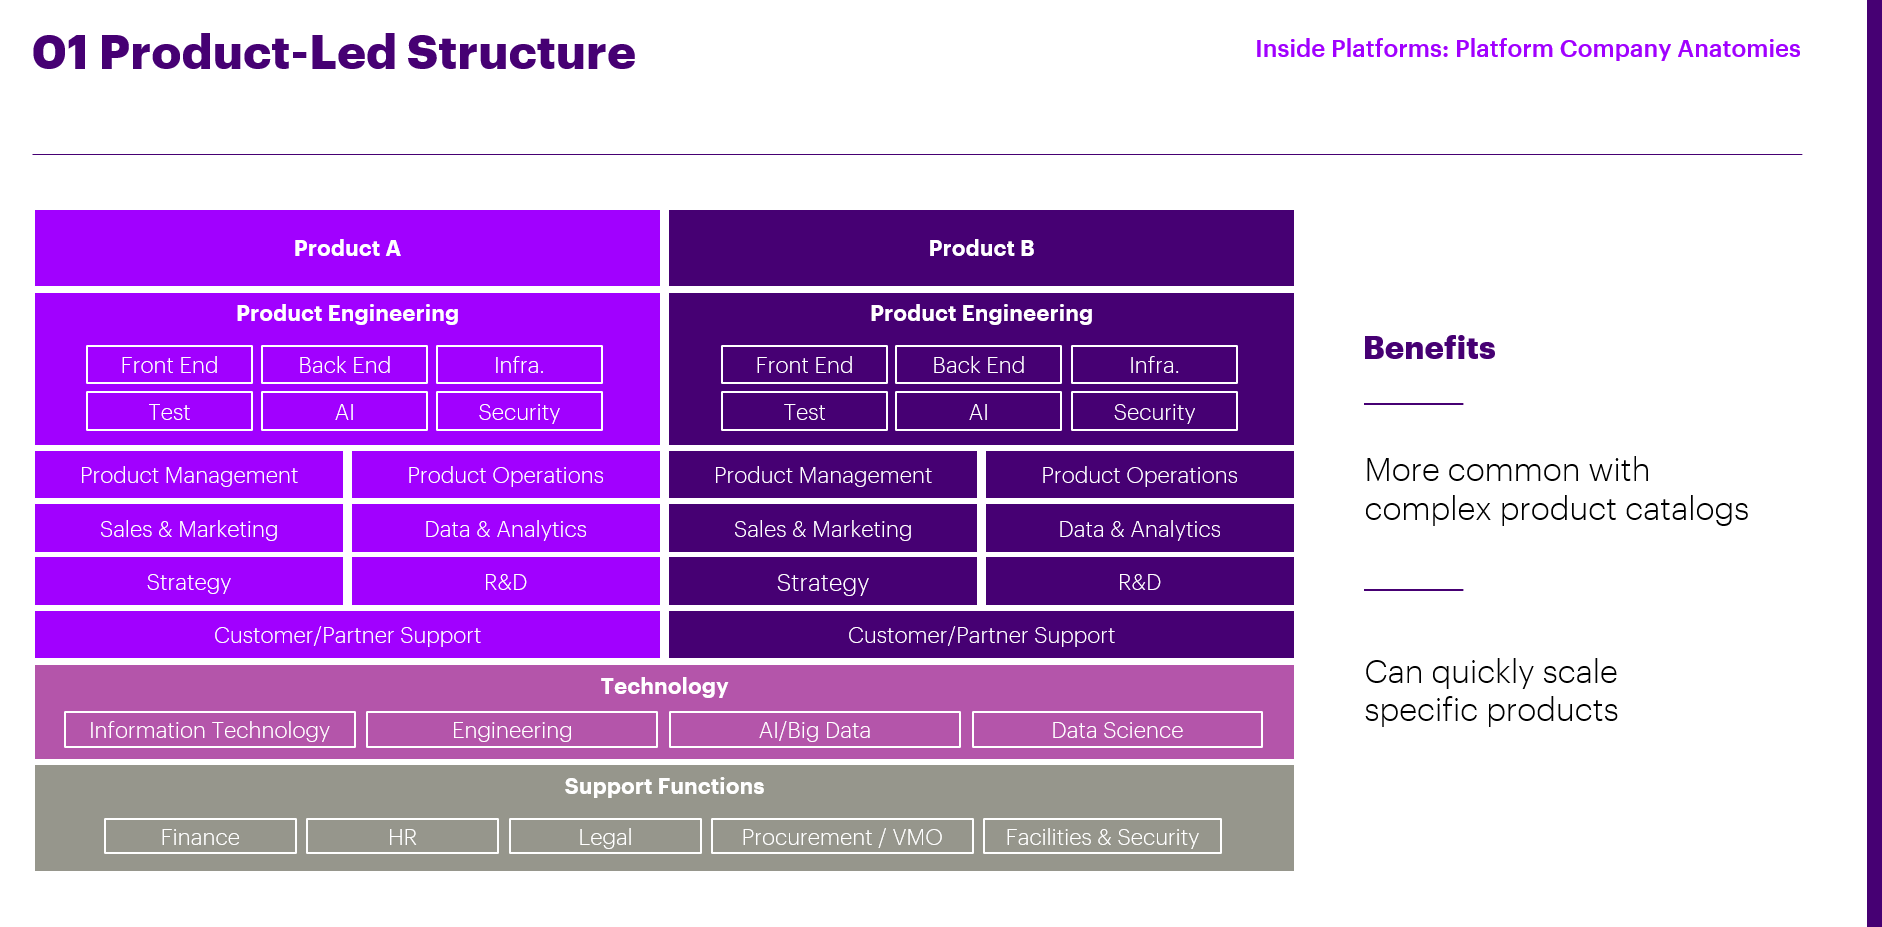 01 Product-Led Structure
Inside Platforms: Platform Company Anatomies
Product A
Product B
Product Engineering
Front End
Back End
Infra.
Test
AI
Security
Product Engineering
Front End
Back End
Infra.
Test
AI
Security
Product Management
Product Operations
Product Management
Product Operations
Sales & Marketing
Data & Analytics
Sales & Marketing
Data & Analytics
Strategy
R&D
Strategy
R&D
Customer/Partner Support
Customer/Partner Support
Technology
Information Technology
Engineering
AI/Big Data
Data Science
Support Functions
Finance
HR
Legal
Procurement / VMO
Facilities & Security
Benefits
More common with
complex product catalogs
Can quickly scale
specific products